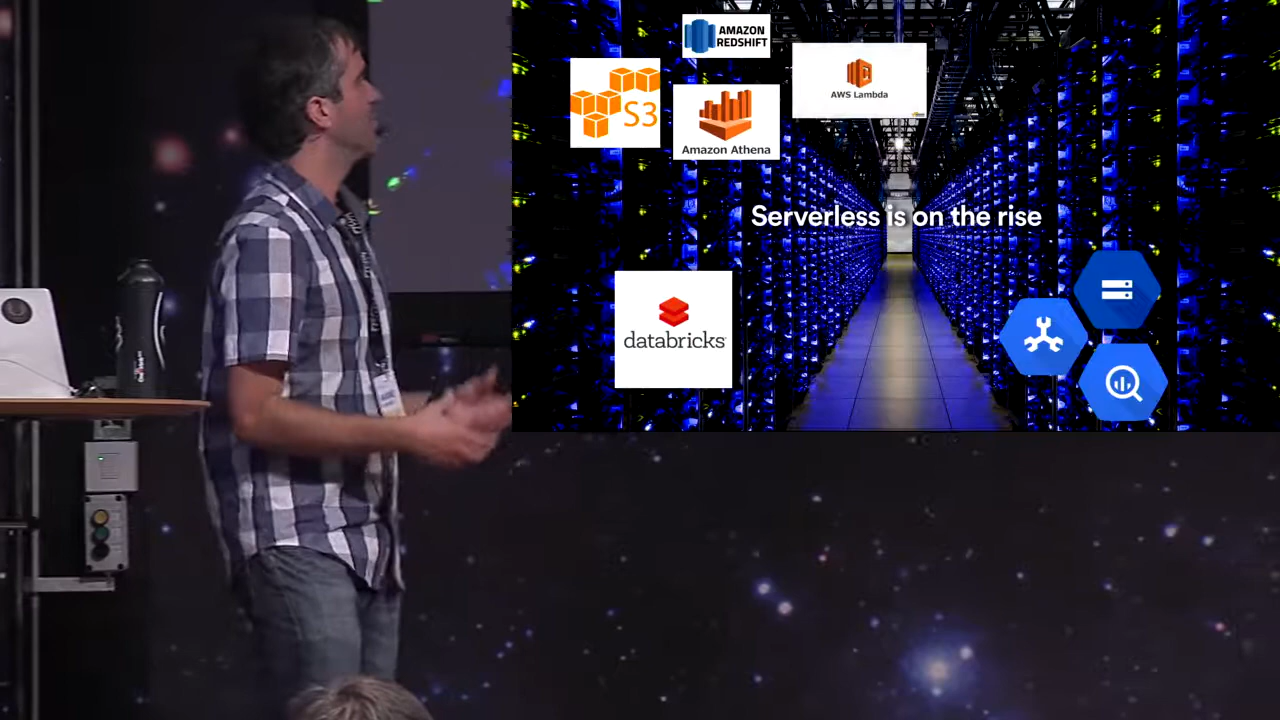 AMAZON
REDSHIFT
S3
AWS Lambda
Amazon Athena
Serverless is on the rise
databricks